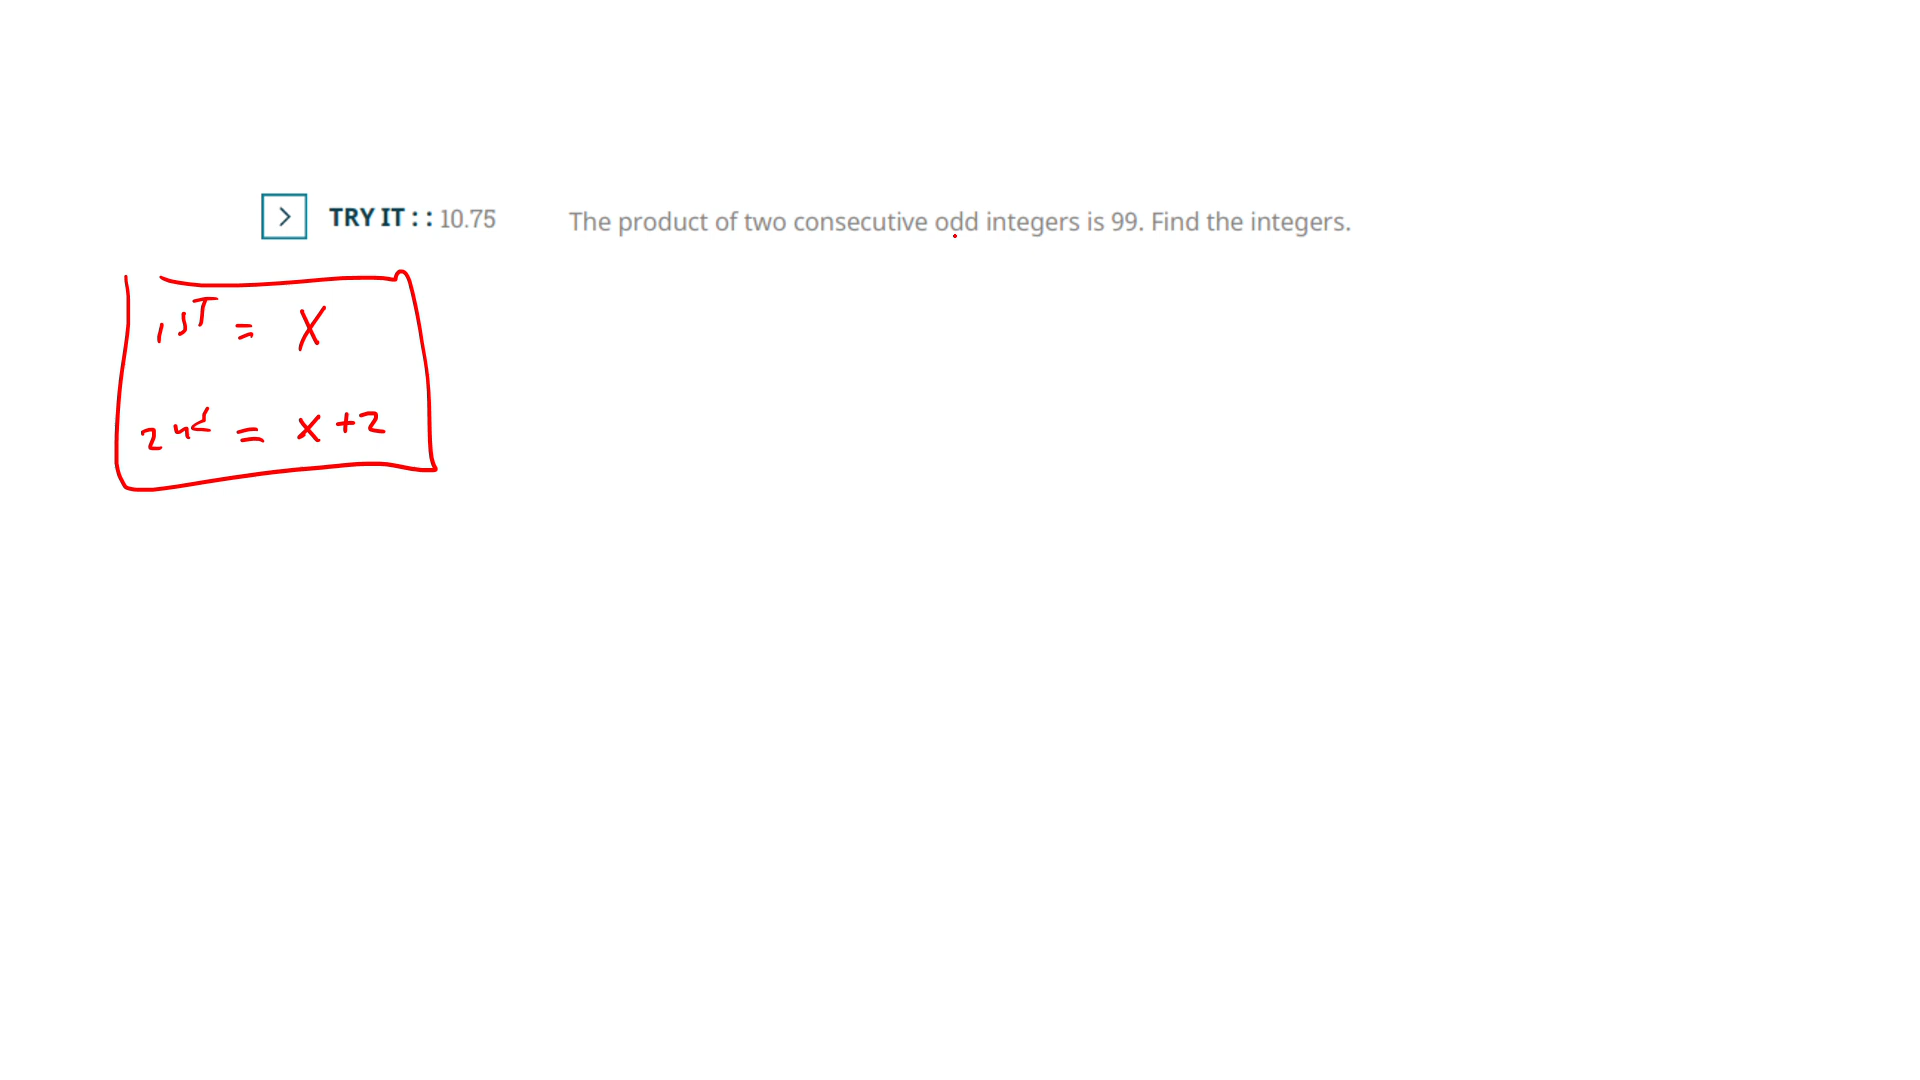 TRY IT : : 10.75 The product of two consecutive odd integers is 99. Find the integers.
1ST = X
2nd = x + 2